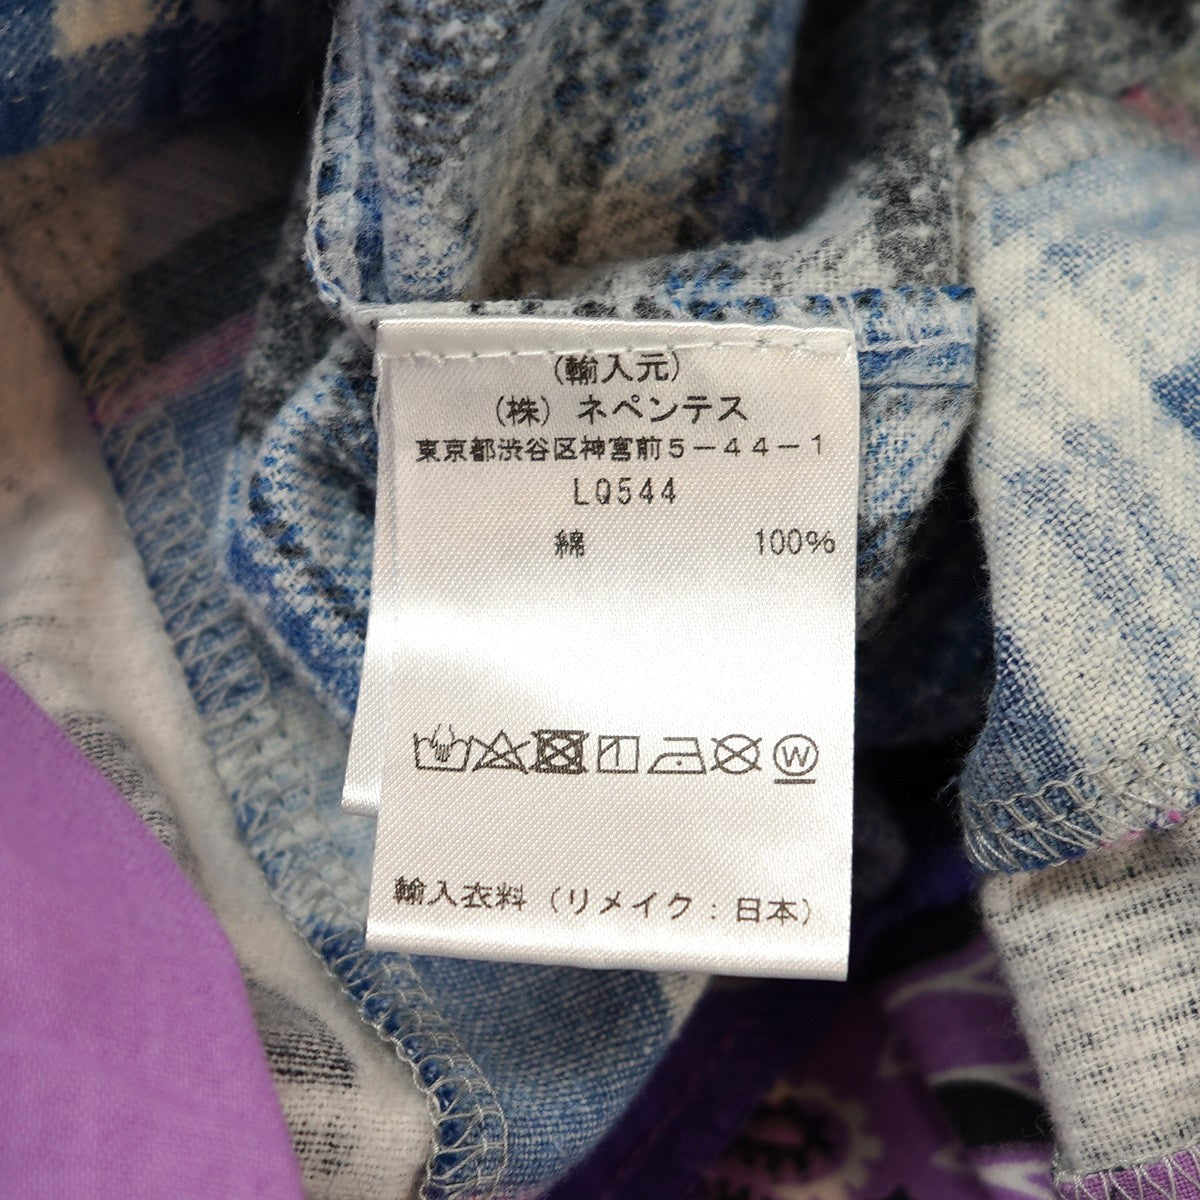 (輸入元)
(株) ネペンテス
東京都渋谷区神宮前5-44-1
LQ544
綿 100%
W
輸入衣料 (リメイク：日本)